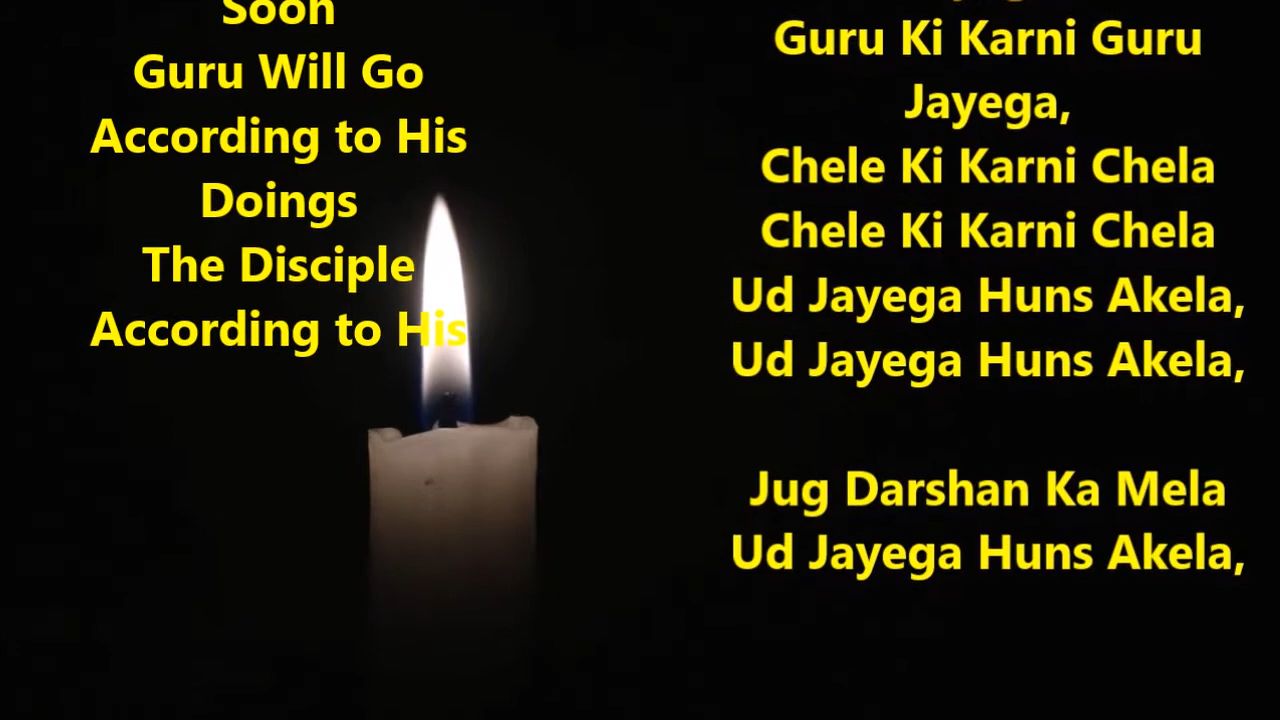 Soon
Guru Will Go
According to His
Doings
The Disciple
According to His
Guru Ki Karni Guru
Jayega,
Chele Ki Karni Chela
Chele Ki Karni Chela
Ud Jayega Huns Akela,
Ud Jayega Huns Akela,
Jug Darshan Ka Mela
Ud Jayega Huns Akela,